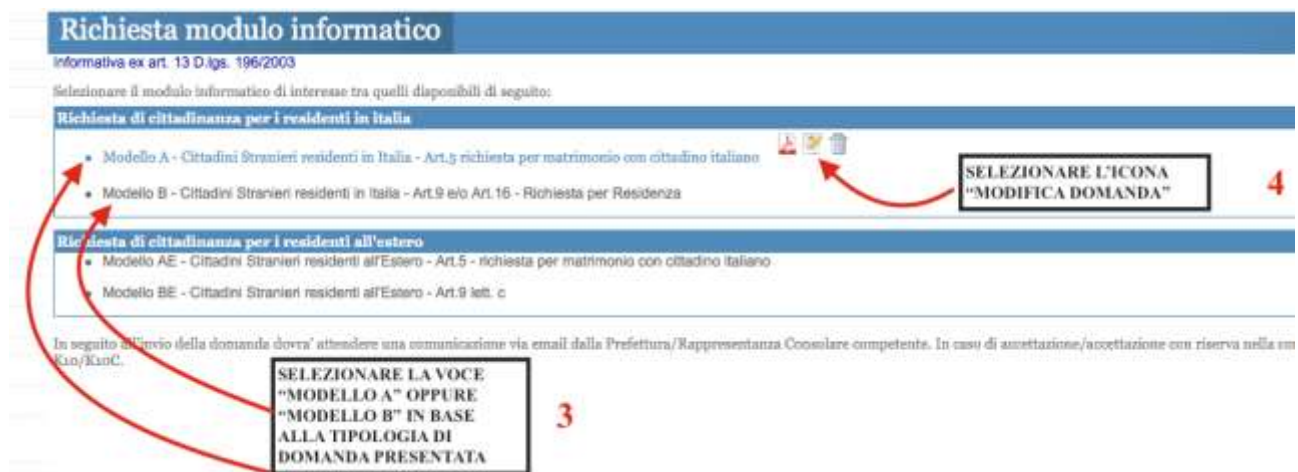 Richiesta modulo informatico
Informativa ex art. 13 D.lgs. 196/2003
Selezionare il modulo informatico di interesse tra quelli disponibili di seguito:
Richiesta di cittadinanza per i residenti in italia
Modello A - Cittadini Stranieri residenti in Italia - Art.5 richiesta per matrimonio con cittadino italiano
Modello B - Cittadini Stranieri residenti in Italia - Art.9 e/o Art.16 - Richiesta per Residenza
SELEZIONARE L'ICONA
“MODIFICA DOMANDA”
4
Richiesta di cittadinanza per i residenti all'estero
Modello AE - Cittadini Stranieri residenti all'Estero - Art.5 - richiesta per matrimonio con cittadino italiano
Modello BE - Cittadini Stranieri residenti all'Estero - Art.9 lett. c
In seguito all'invio della domanda dovra' attendere una comunicazione via email dalla Prefettura/Rappresentanza Consolare competente. In caso di accettazione/accettazione con riserva nella
K10/K10C.
SELEZIONARE LA VOCE
“MODELLO A” OPPURE
“MODELLO B” IN BASE
ALLA TIPOLOGIA DI
DOMANDA PRESENTATA
3